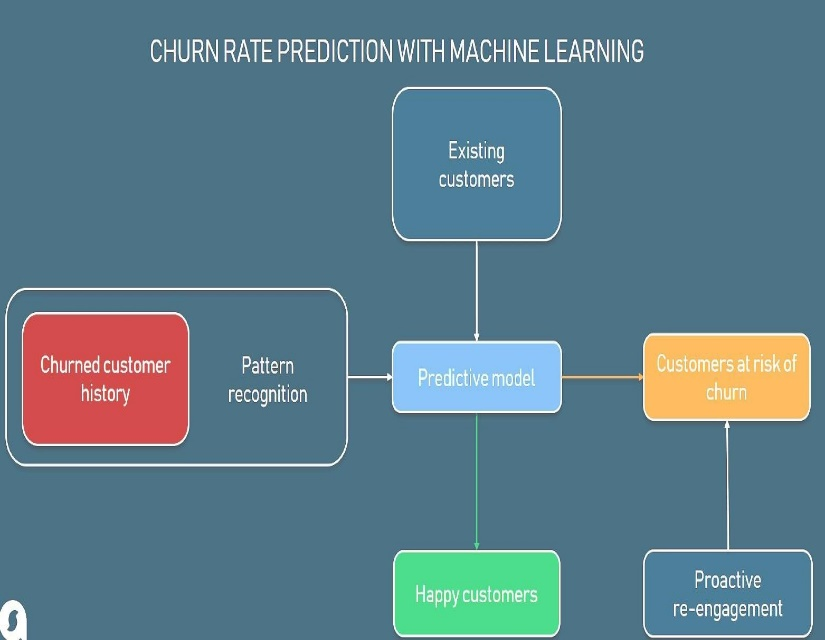 CHURN RATE PREDICTION WITH MACHINE LEARNING
Existing
customers
Churned customer
history
Pattern
recognition
Predictive model
Customers at risk of
churn
Happy customers
Proactive
re-engagement